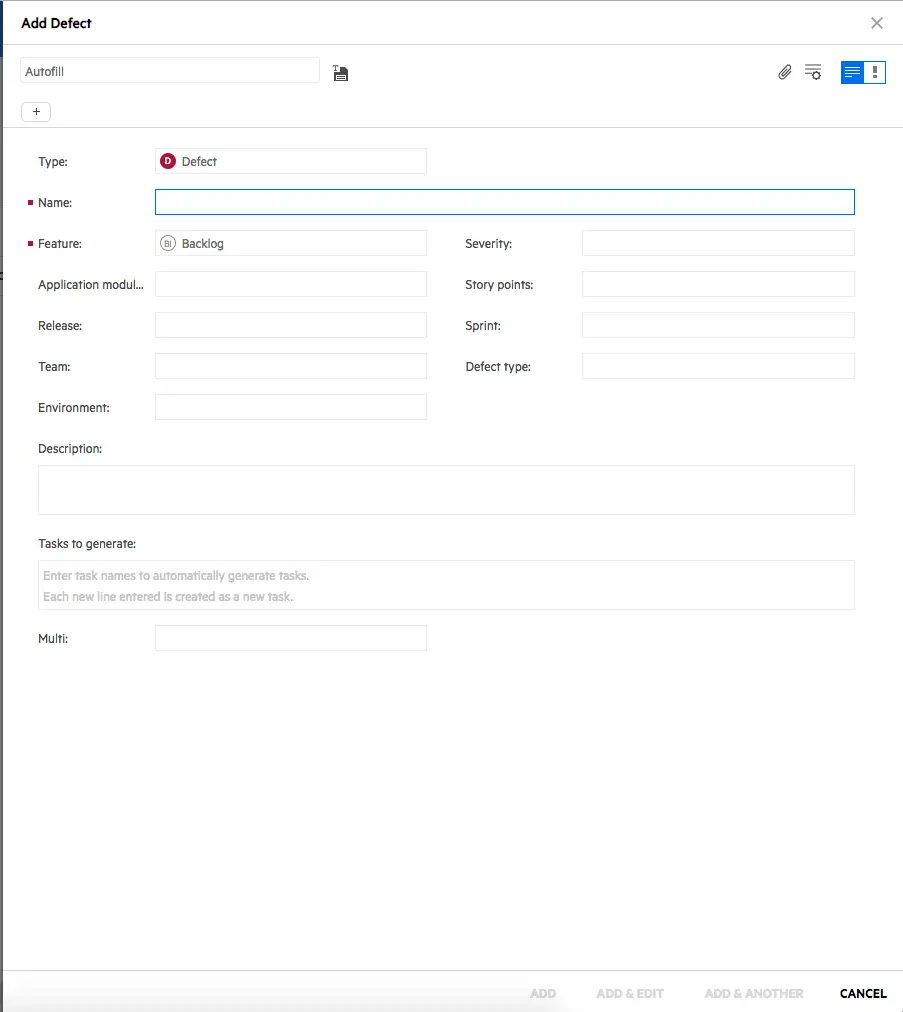 Add Defect
Autofill
+
Type: D Defect
Name:
Feature: BI Backlog Severity:
Application modul... Story points:
Release: Sprint:
Team: Defect type:
Environment:
Description:
Tasks to generate:
Enter task names to automatically generate tasks.
Each new line entered is created as a new task.
Multi:
ADD ADD & EDIT ADD & ANOTHER CANCEL